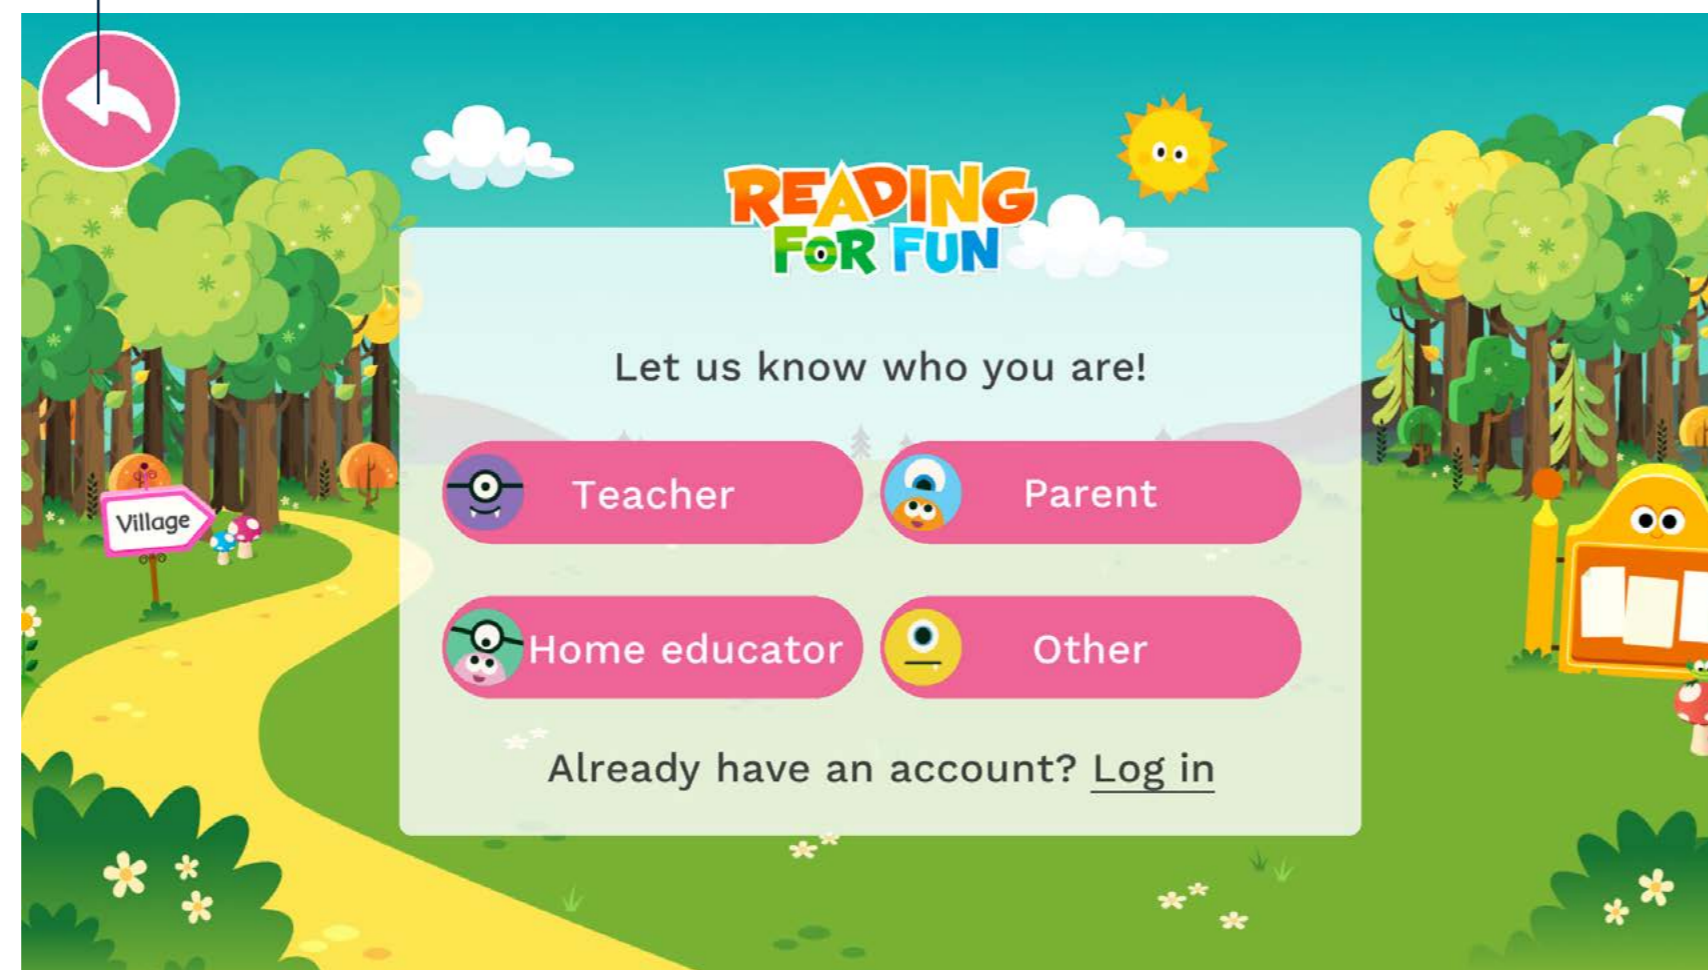 READING
FOR FUN
Let us know who you are!
Teacher
Parent
Village
Home educator
Other
Already have an account? Log in